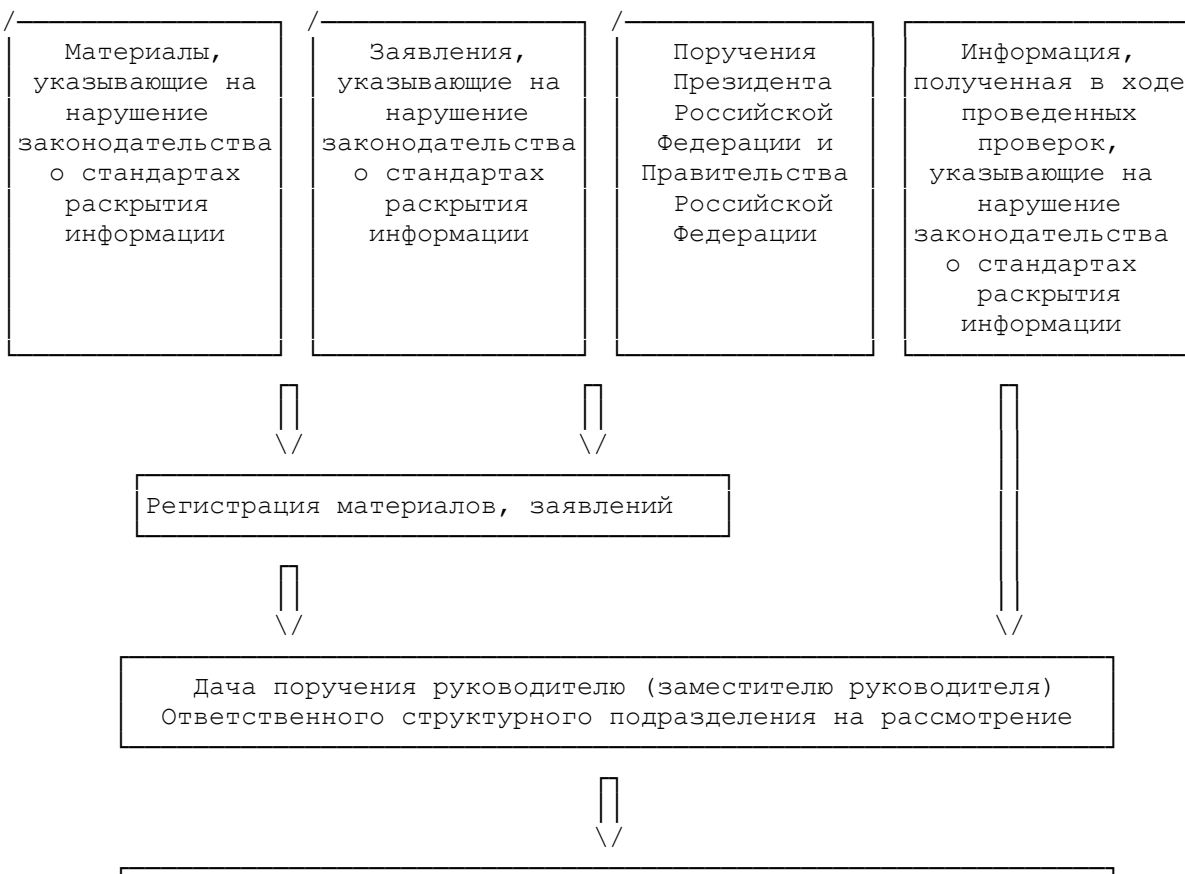 Материалы,
указывающие на
нарушение
законодательства
о стандартах
раскрытия
информации
Заявления,
указывающие на
нарушение
законодательства
о стандартах
раскрытия
информации
Поручения
Президента
Российской
Федерации и
Правительства
Российской
Федерации
Информация,
полученная в ходе
проведенных
проверок,
указывающие на
нарушение
законодательства
о стандартах
раскрытия
информации
Регистрация материалов, заявлений
Дача поручения руководителю (заместителю руководителя)
Ответственного структурного подразделения на рассмотрение